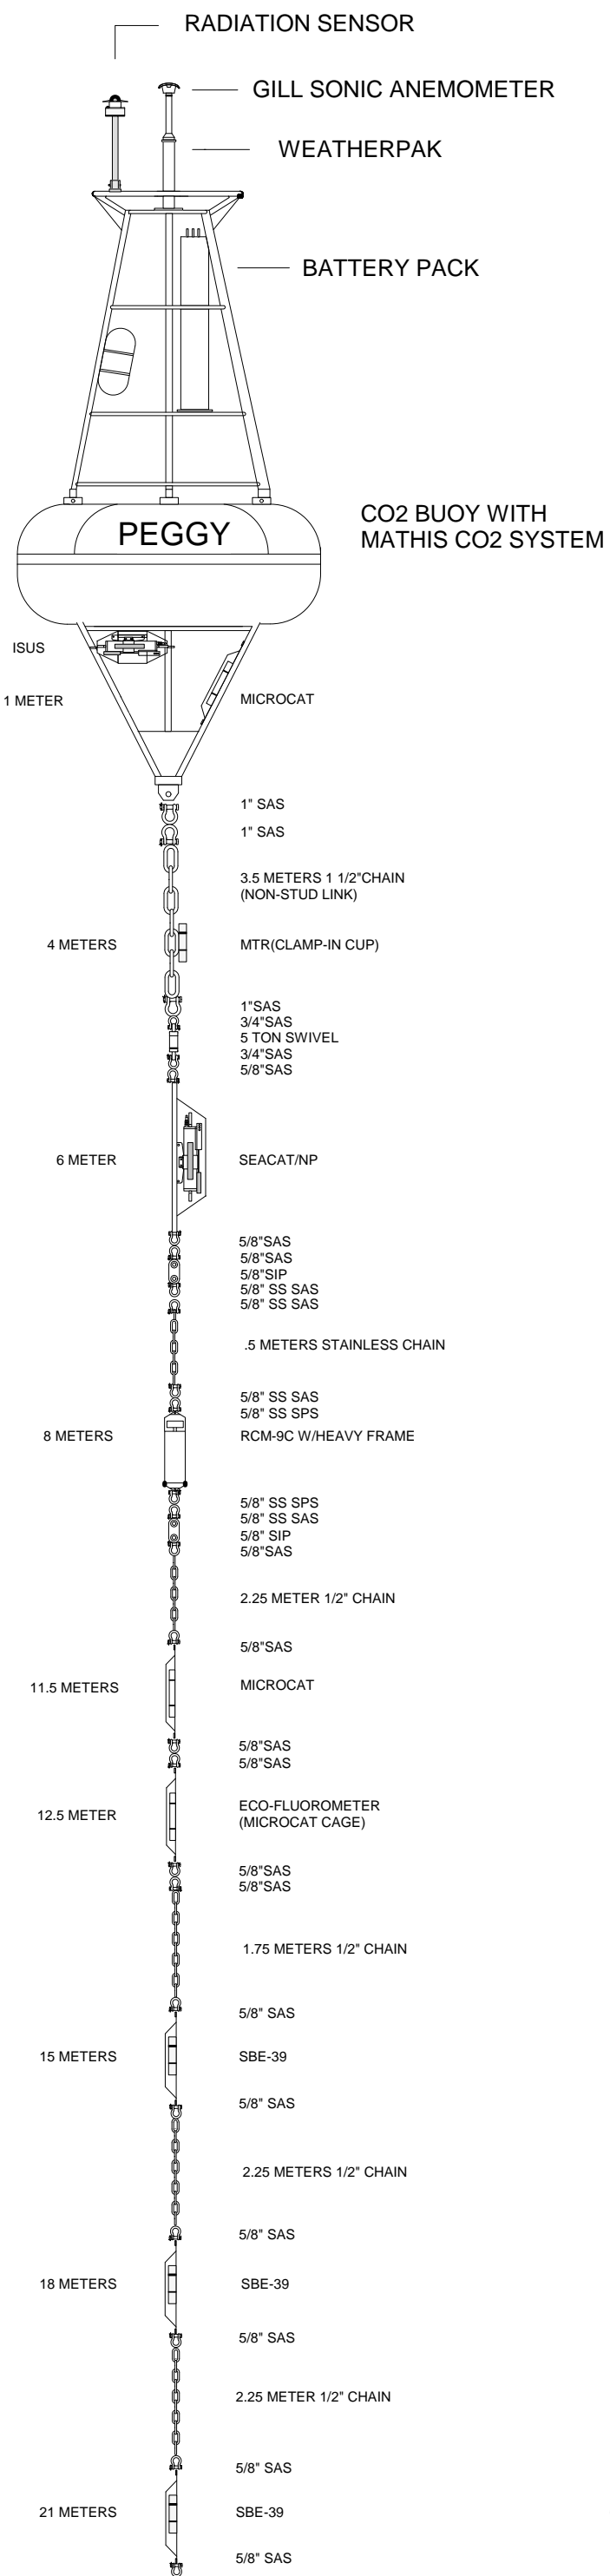 RADIATION SENSOR
GILL SONIC ANEMOMETER
WEATHERPAK
BATTERY PACK
PEGGY
CO2 BUOY WITH
MATHIS CO2 SYSTEM
ISUS
1 METER
MICROCAT
1" SAS
1" SAS
3.5 METERS 1 1/2"CHAIN
(NON-STUD LINK)
4 METERS
MTR(CLAMP-IN CUP)
1"SAS
3/4"SAS
5 TON SWIVEL
3/4"SAS
5/8"SAS
6 METER
SEACAT/NP
5/8"SAS
5/8"SAS
5/8"SIP
5/8" SS SAS
5/8" SS SAS
.5 METERS STAINLESS CHAIN
5/8" SS SAS
5/8" SS SPS
8 METERS
RCM-9C W/HEAVY FRAME
5/8" SS SPS
5/8" SS SAS
5/8" SIP
5/8"SAS
2.25 METER 1/2" CHAIN
5/8"SAS
11.5 METERS
MICROCAT
5/8"SAS
5/8"SAS
12.5 METER
ECO-FLUOROMETER
(MICROCAT CAGE)
5/8"SAS
5/8"SAS
1.75 METERS 1/2" CHAIN
5/8" SAS
15 METERS
SBE-39
5/8" SAS
2.25 METERS 1/2" CHAIN
5/8" SAS
18 METERS
SBE-39
5/8" SAS
2.25 METER 1/2" CHAIN
5/8" SAS
21 METERS
SBE-39
5/8" SAS